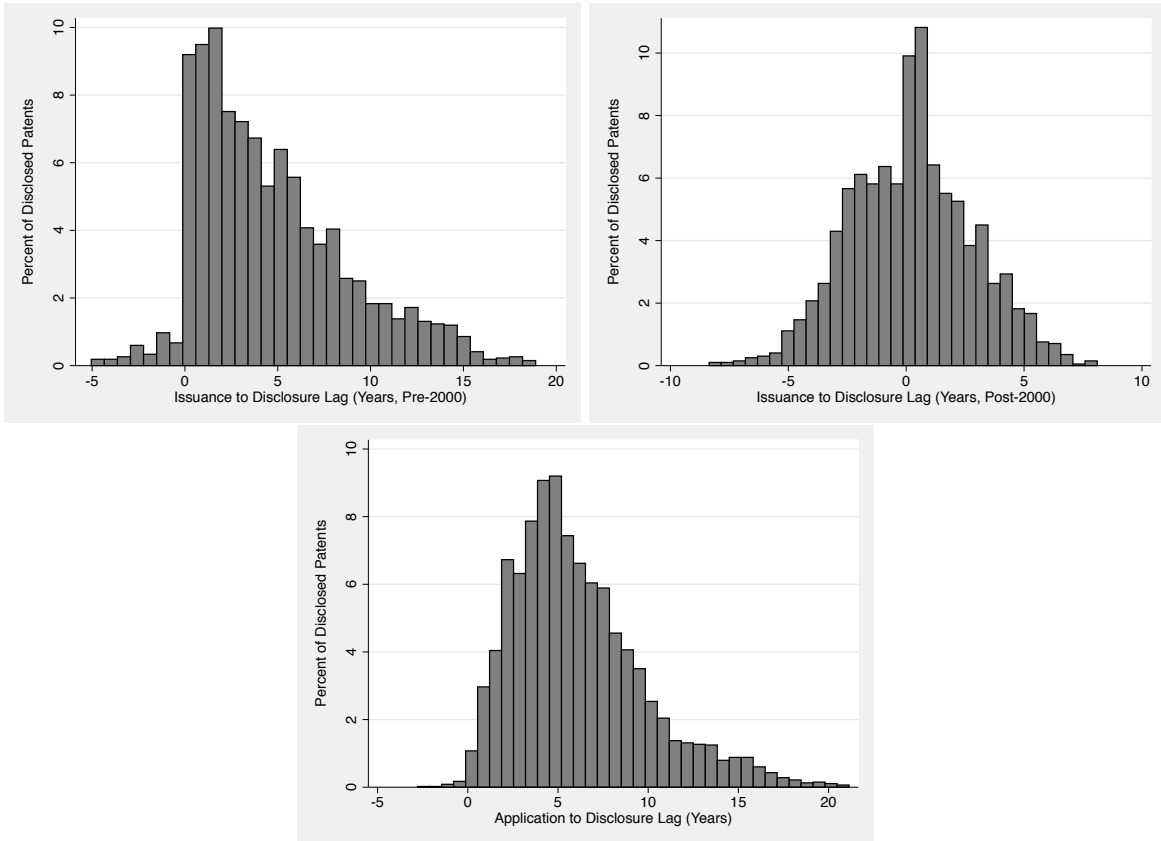 Percent of Disclosed Patents
0 2 4 6 8 10
-5 0 5 10 15 20
Issuance to Disclosure Lag (Years, Pre-2000)
Percent of Disclosed Patents
0 2 4 6 8 10
-10 -5 0 5 10
Issuance to Disclosure Lag (Years, Post-2000)
Percent of Disclosed Patents
0 2 4 6 8 10
-5 0 5 10 15 20
Application to Disclosure Lag (Years)